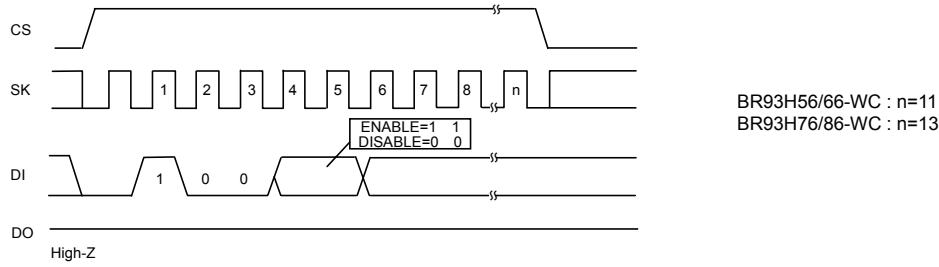 CS
SK
1 2 3 4 5 6 7 8 n
BR93H56/66-WC : n=11
BR93H76/86-WC : n=13
ENABLE=1 1
DISABLE=0 0
DI
1 0 0
DO
High-Z